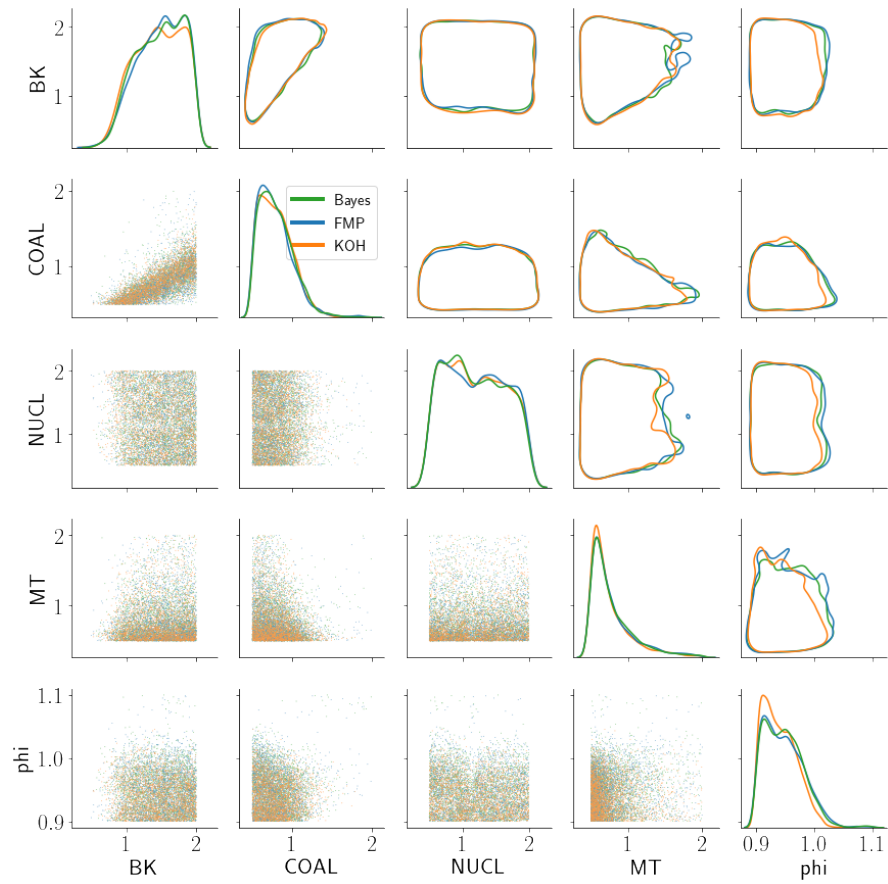 2
1
BK
Bayes
FMP
KOH
2
1
COAL
2
1
NUCL
2
1
MT
1.1
1.0
0.9
phi
1 2 1 2 1 2 1 2 0.9 1.0 1.1
BK COAL NUCL MT phi